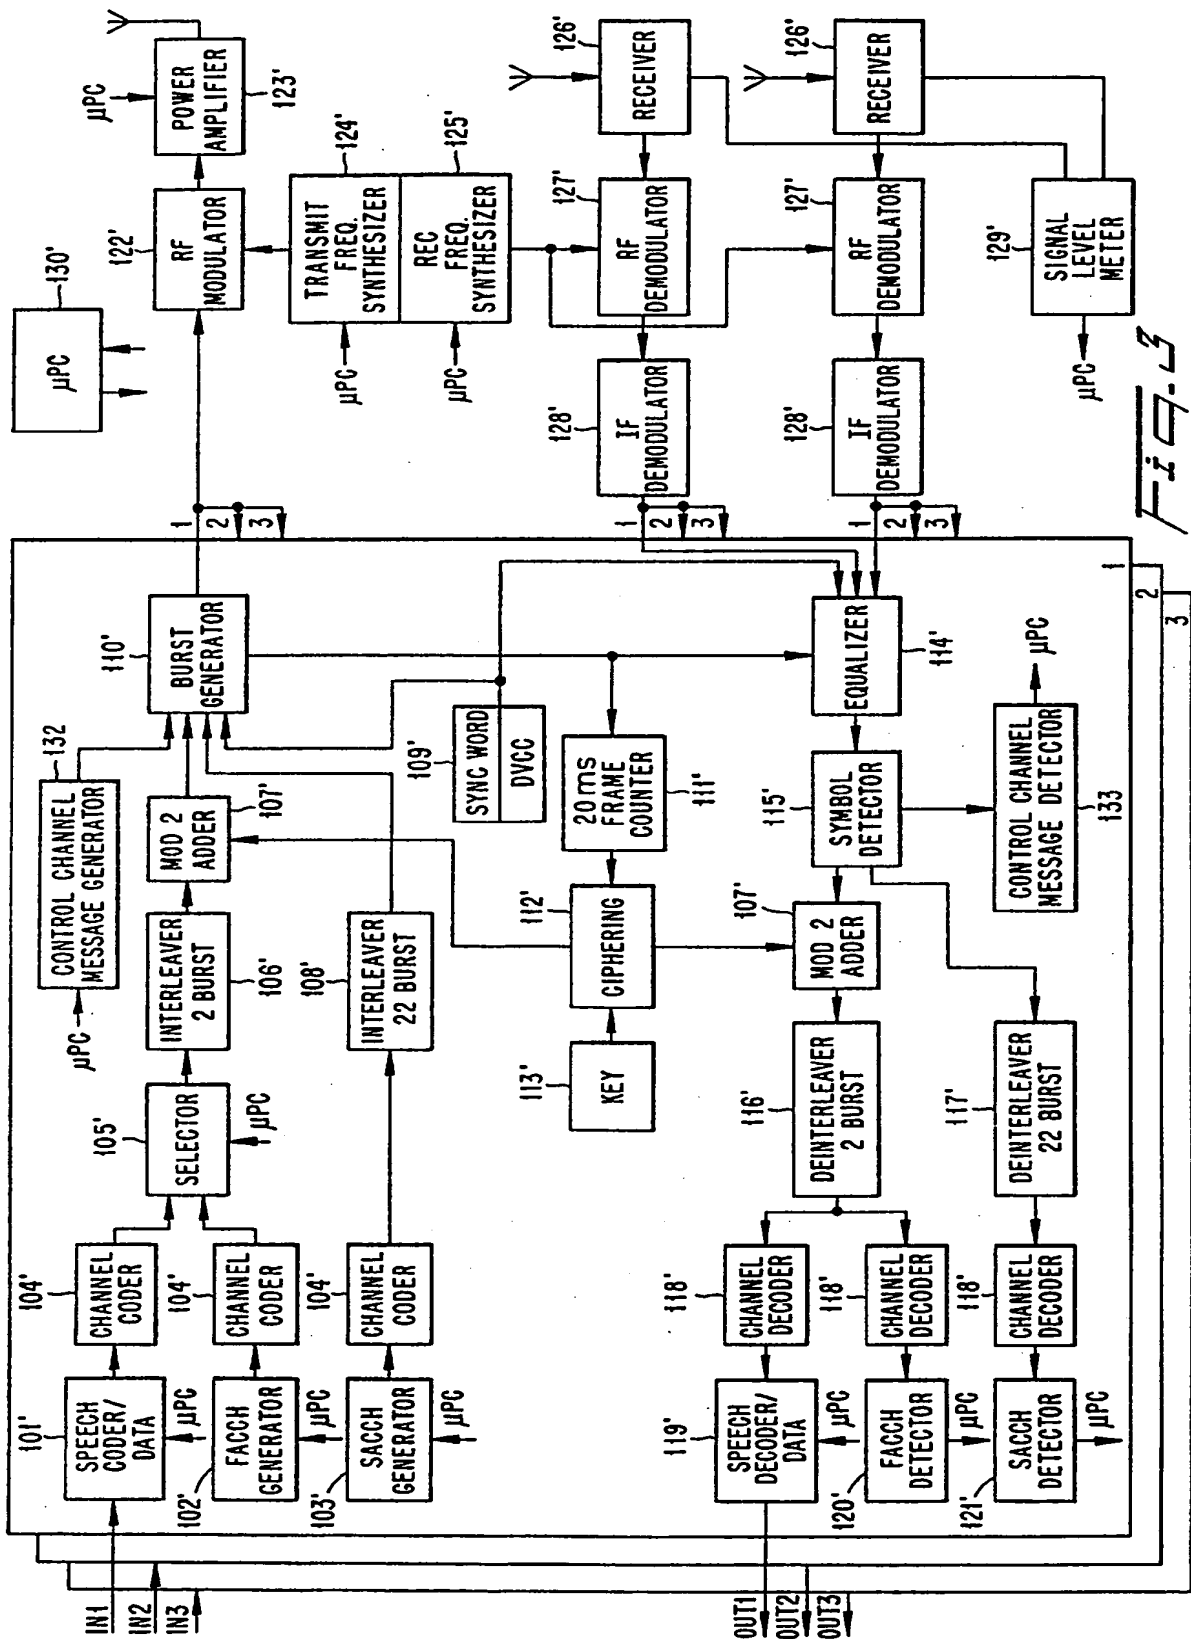 IN1
IN2
IN3
101'
SPEECH
CODER/
DATA
µPC
104'
CHANNEL
CODER
102'
FACCH
GENERATOR
µPC
104'
CHANNEL
CODER
103'
SACCH
GENERATOR
µPC
104'
CHANNEL
CODER
105'
SELECTOR
µPC
106'
INTERLEAVER
2 BURST
108'
INTERLEAVER
22 BURST
µPC
132
CONTROL CHANNEL
MESSAGE GENERATOR
107'
MOD 2
ADDER
110'
BURST
GENERATOR
109'
SYNC WORD
DVCC
111'
20ms
FRAME
COUNTER
112'
CIPHERING
113'
KEY
114'
EQUALIZER
115'
SYMBOL
DETECTOR
107'
MOD 2
ADDER
133
CONTROL CHANNEL
MESSAGE DETECTOR
µPC
116'
DEINTERLEAVER
2 BURST
117'
DEINTERLEAVER
22 BURST
118'
CHANNEL
DECODER
118'
CHANNEL
DECODER
118'
CHANNEL
DECODER
119'
SPEECH
DECODER/
DATA
µPC
120'
FACCH
DETECTOR
µPC
121'
SACCH
DETECTOR
µPC
OUT1
OUT2
OUT3
1
2
3
1
2
3
1
2
3
1
2
3
130'
µPC
122'
RF
MODULATOR
µPC
POWER
AMPLIFIER
123'
124'
TRANSMIT
FREQ.
SYNTHESIZER
µPC
125'
REC
FREQ.
SYNTHESIZER
µPC
126'
RECEIVER
127'
RF
DEMODULATOR
128'
IF
DEMODULATOR
126'
RECEIVER
127'
RF
DEMODULATOR
128'
IF
DEMODULATOR
129'
SIGNAL
LEVEL
METER
µPC
Fig. 3